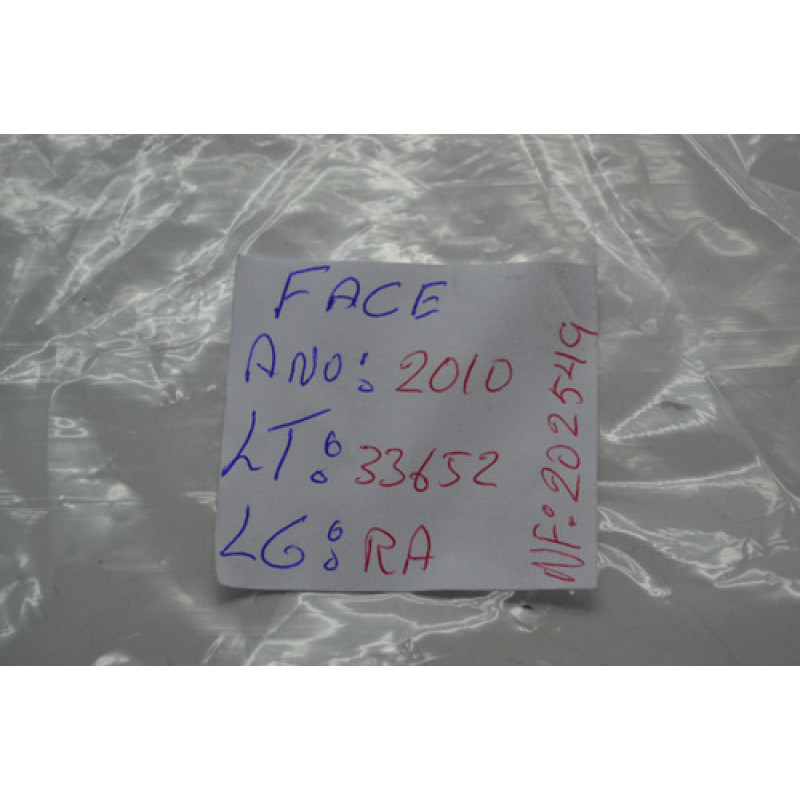 FACE
ANO: 2010
LT: 33652
LG: RA
NF: 202549